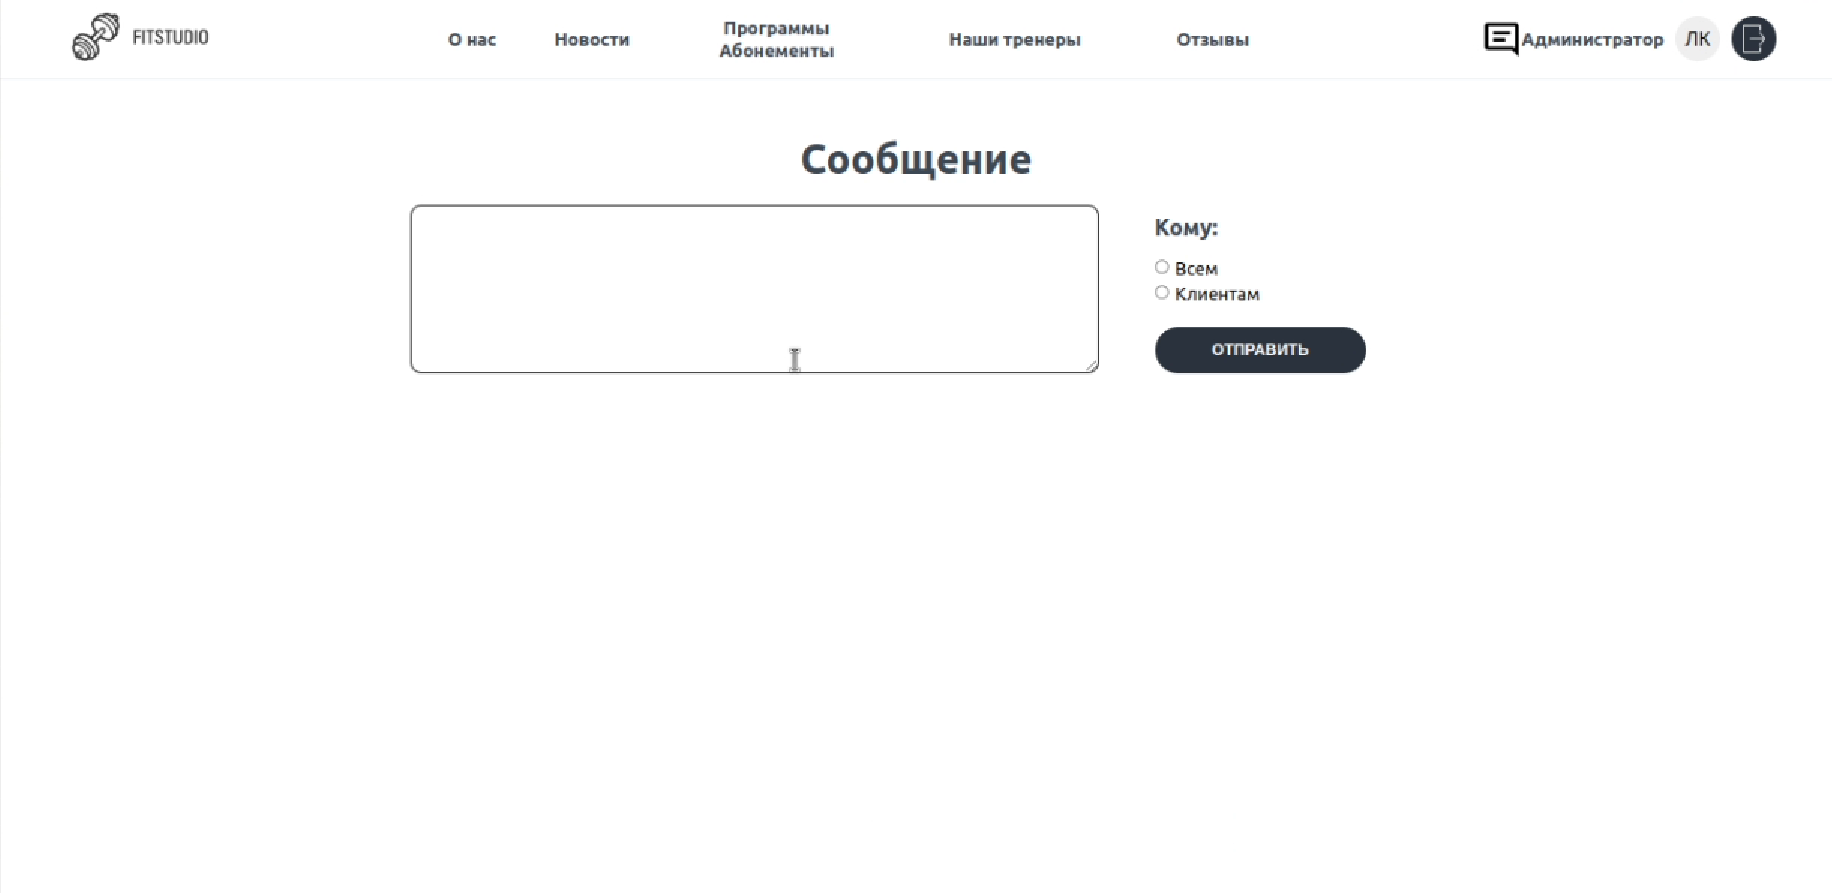 FITSTUDIO
О нас
Новости
Программы
Абонементы
Наши тренеры
Отзывы
Администратор
ЛК
Сообщение
Кому:
Всем
Клиентам
ОТПРАВИТЬ